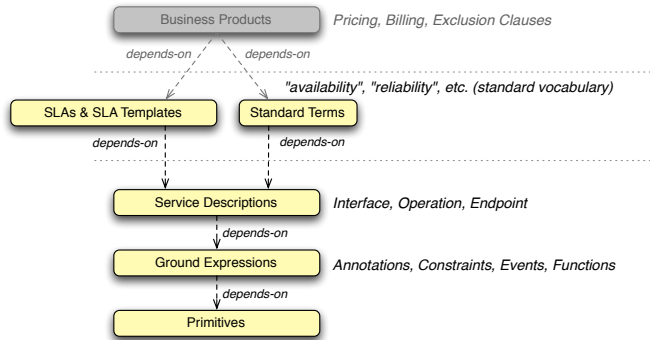 Business Products
Pricing, Billing, Exclusion Clauses
depends-on
depends-on
"availability", "reliability", etc. (standard vocabulary)
SLAs & SLA Templates
Standard Terms
depends-on
depends-on
Service Descriptions
Interface, Operation, Endpoint
depends-on
Ground Expressions
Annotations, Constraints, Events, Functions
depends-on
Primitives